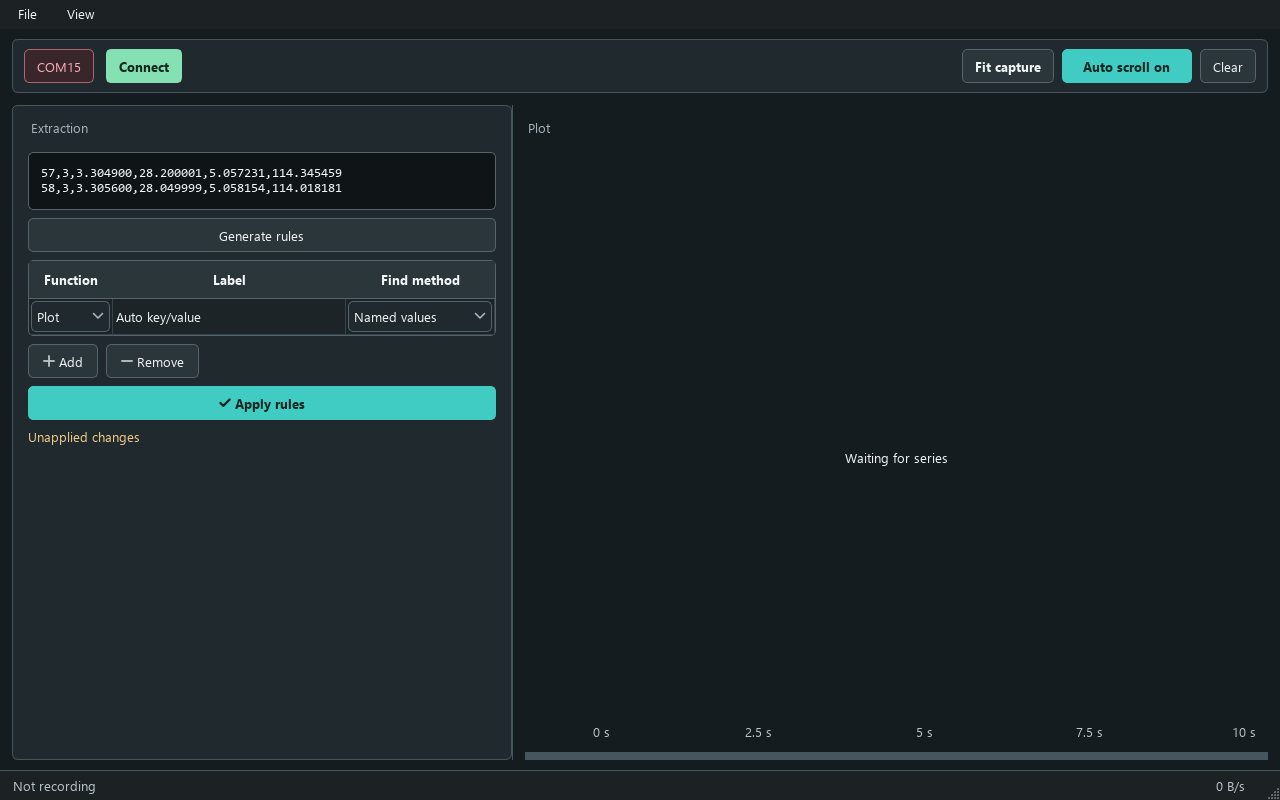 File View
COM15 Connect Fit capture Auto scroll on Clear
Extraction
57,3,3.304900,28.200001,5.057231,114.345459
58,3,3.305600,28.049999,5.058154,114.018181
Generate rules
Function Label Find method
Plot Auto key/value Named values
Add Remove
Apply rules
Unapplied changes
Plot
Waiting for series
0 s 2.5 s 5 s 7.5 s 10 s
Not recording 0 B/s